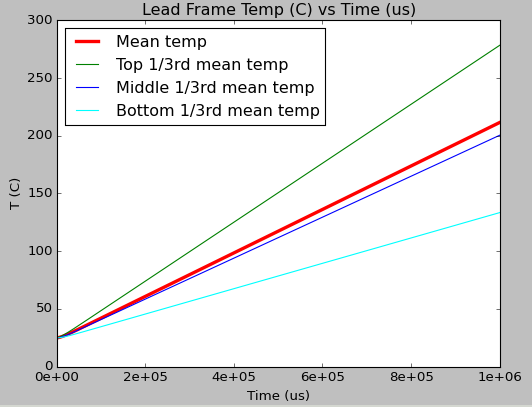 Lead Frame Temp (C) vs Time (us)
300
250
200
150
100
50
0
T (C)
Mean temp
Top 1/3rd mean temp
Middle 1/3rd mean temp
Bottom 1/3rd mean temp
0e+00 2e+05 4e+05 6e+05 8e+05 1e+06
Time (us)